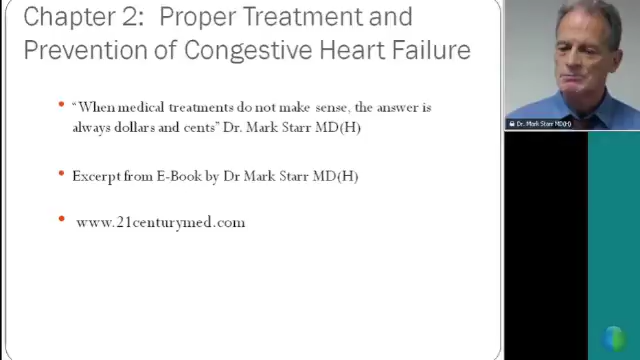 Chapter 2: Proper Treatment and
Prevention of Congestive Heart Failure
“When medical treatments do not make sense, the answer is
always dollars and cents” Dr. Mark Starr MD(H)
Excerpt from E-Book by Dr Mark Starr MD(H)
www.21centurymed.com
Dr. Mark Starr MD(H)